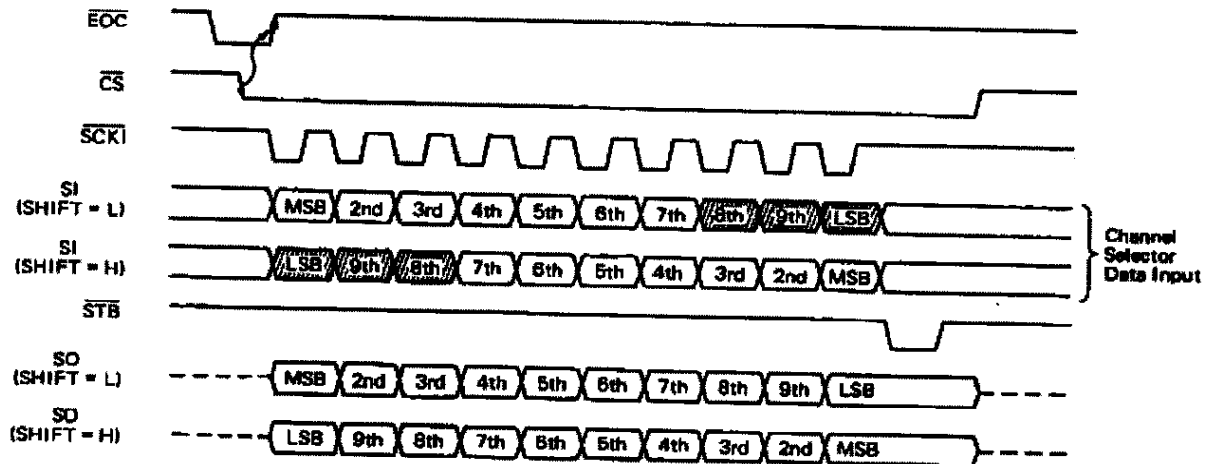 EOC
CS
SCKI
SI
(SHIFT = L)
MSB 2nd 3rd 4th 5th 6th 7th 8th 9th LSB
SI
(SHIFT = H)
LSB 9th 8th 7th 6th 5th 4th 3rd 2nd MSB
Channel
Selector
Data Input
STB
SO
(SHIFT = L)
MSB 2nd 3rd 4th 5th 6th 7th 8th 9th LSB
SO
(SHIFT = H)
LSB 9th 8th 7th 6th 5th 4th 3rd 2nd MSB